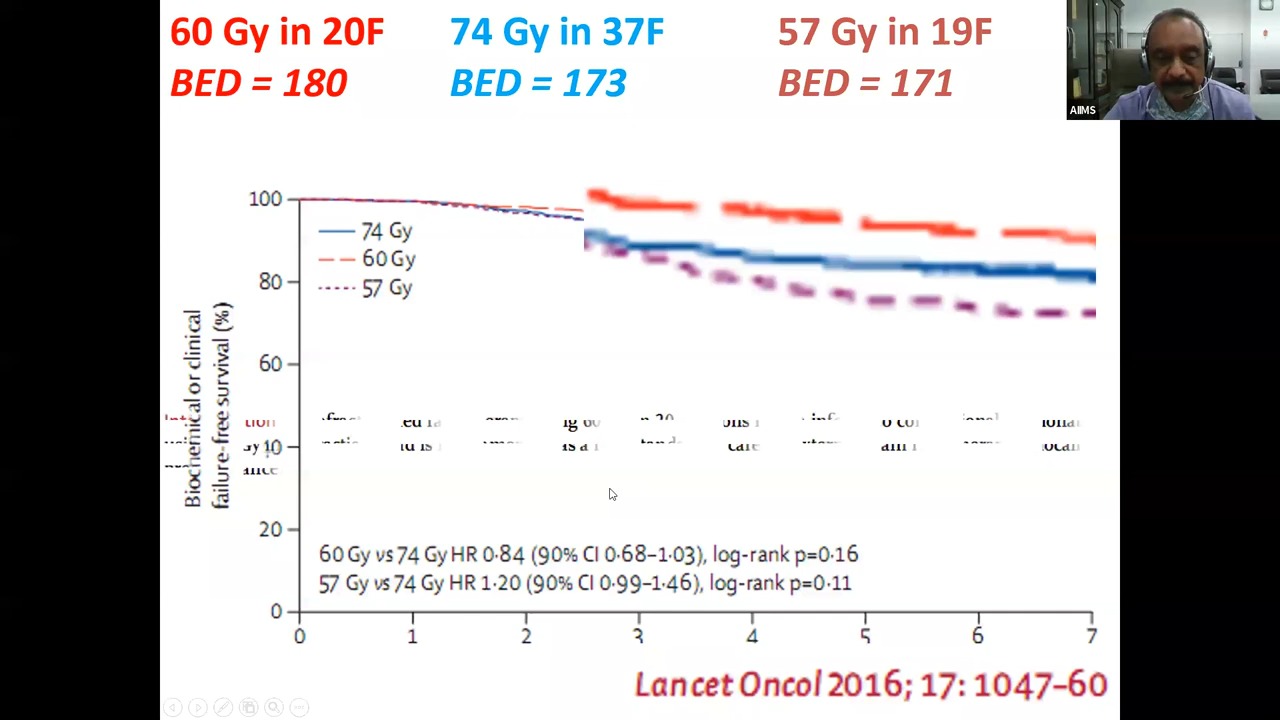 60 Gy in 20F 74 Gy in 37F 57 Gy in 19F
BED = 180 BED = 173 BED = 171
AIIMS
100
80
60
20
0
74 Gy
60 Gy
57 Gy
Biochemical or clinical
failure-free survival (%)
care
60 Gy vs 74 Gy HR 0·84 (90% CI 0·68–1·03), log-rank p=0·16
57 Gy vs 74 Gy HR 1·20 (90% CI 0·99–1·46), log-rank p=0·11
0 1 2 3 4 5 6 7
Lancet Oncol 2016; 17: 1047–60